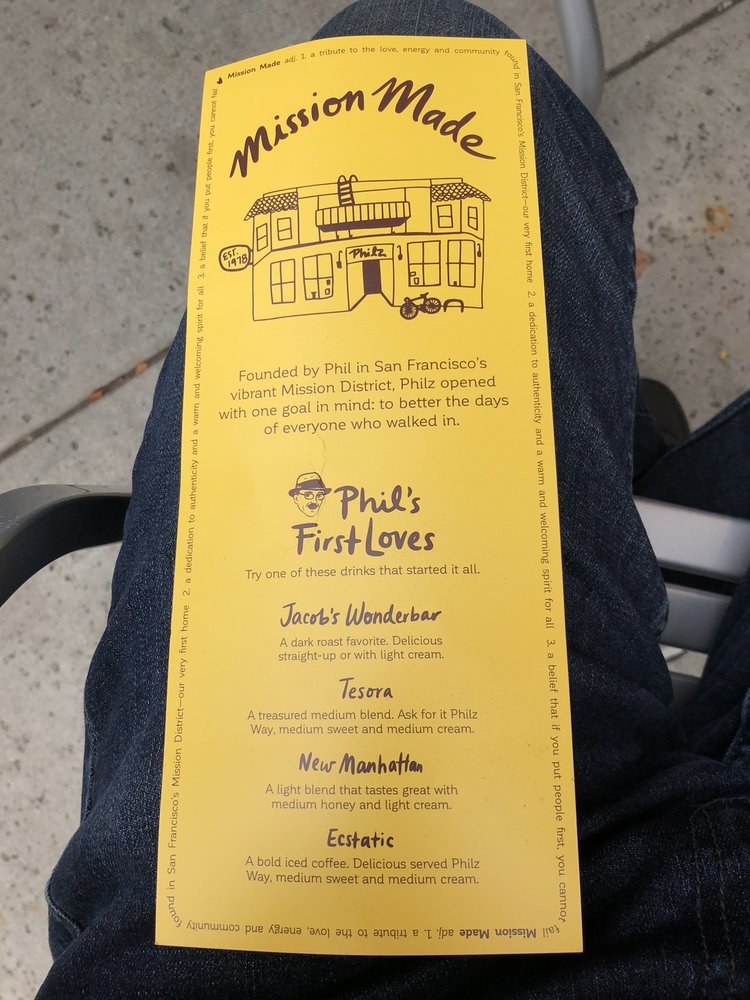 Mission Made adj. 1. a tribute to the love, energy and community
found in San Francisco's Mission District—our very first home 2. a dedication to authenticity and a warm and welcoming spirit for all 3. a belief that if you put people first, you cannot
fail Mission Made adj. 1. a tribute to the love, energy and community
found in San Francisco's Mission District—our very first home 2. a dedication to authenticity and a warm and welcoming spirit for all 3. a belief that if you put people first, you cannot fail
Mission Made
EST.
1978
Philz
Founded by Phil in San Francisco's
vibrant Mission District, Philz opened
with one goal in mind: to better the days
of everyone who walked in.
Phil's
First Loves
Try one of these drinks that started it all.
Jacob's Wonderbar
A dark roast favorite. Delicious
straight-up or with light cream.
Tesora
A treasured medium blend. Ask for it Philz
Way, medium sweet and medium cream.
New Manhattan
A light blend that tastes great with
medium honey and light cream.
Ecstatic
A bold iced coffee. Delicious served Philz
Way, medium sweet and medium cream.